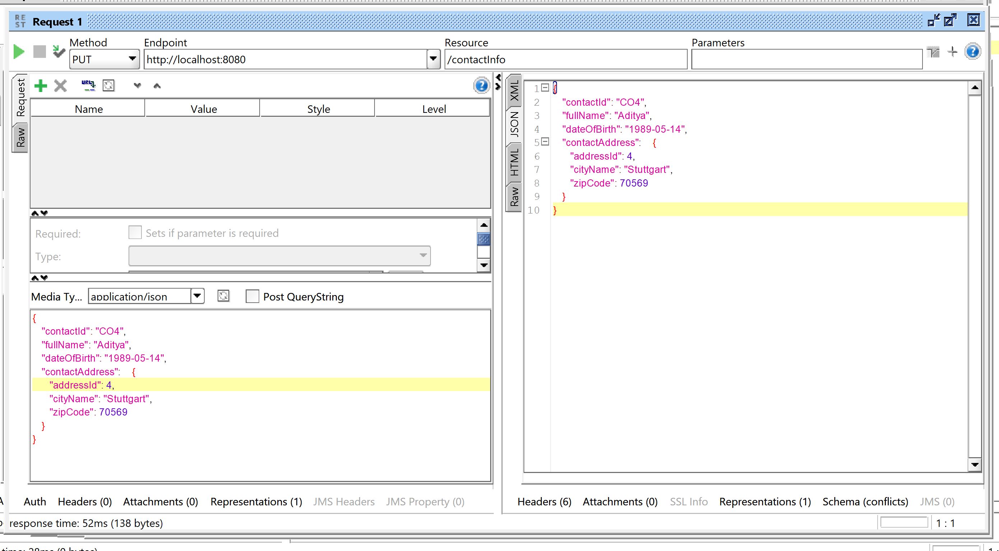 RE
ST
Request 1
Method
Endpoint
Resource
Parameters
PUT
http://localhost:8080
/contactInfo
Request
Raw
URL
Name
Value
Style
Level
Required:
Sets if parameter is required
Type:
Media Ty...
application/json
Post QueryString
{
"contactId": "CO4",
"fullName": "Aditya",
"dateOfBirth": "1989-05-14",
"contactAddress": {
"addressId": 4,
"cityName": "Stuttgart",
"zipCode": 70569
}
}
Auth
Headers (0)
Attachments (0)
Representations (1)
JMS Headers
JMS Property (0)
XML
JSON
HTML
Raw
1 {
2 "contactId": "CO4",
3 "fullName": "Aditya",
4 "dateOfBirth": "1989-05-14",
5 "contactAddress": {
6 "addressId": 4,
7 "cityName": "Stuttgart",
8 "zipCode": 70569
9 }
10 }
Headers (6)
Attachments (0)
SSL Info
Representations (1)
Schema (conflicts)
JMS (0)
response time: 52ms (138 bytes)
1 : 1